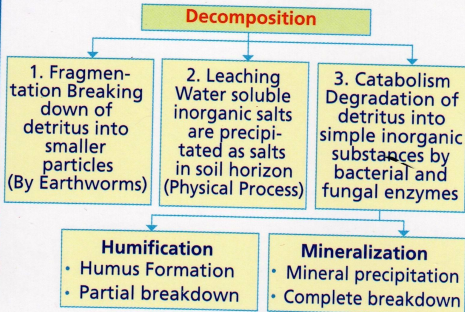 Decomposition
1. Fragmen-
tation Breaking
down of
detritus into
smaller
particles
(By Earthworms)
2. Leaching
Water soluble
inorganic salts
are precipi-
tated as salts
in soil horizon
(Physical Process)
3. Catabolism
Degradation of
detritus into
simple inorganic
substances by
bacterial and
fungal enzymes
Humification
• Humus Formation
• Partial breakdown
Mineralization
• Mineral precipitation
• Complete breakdown